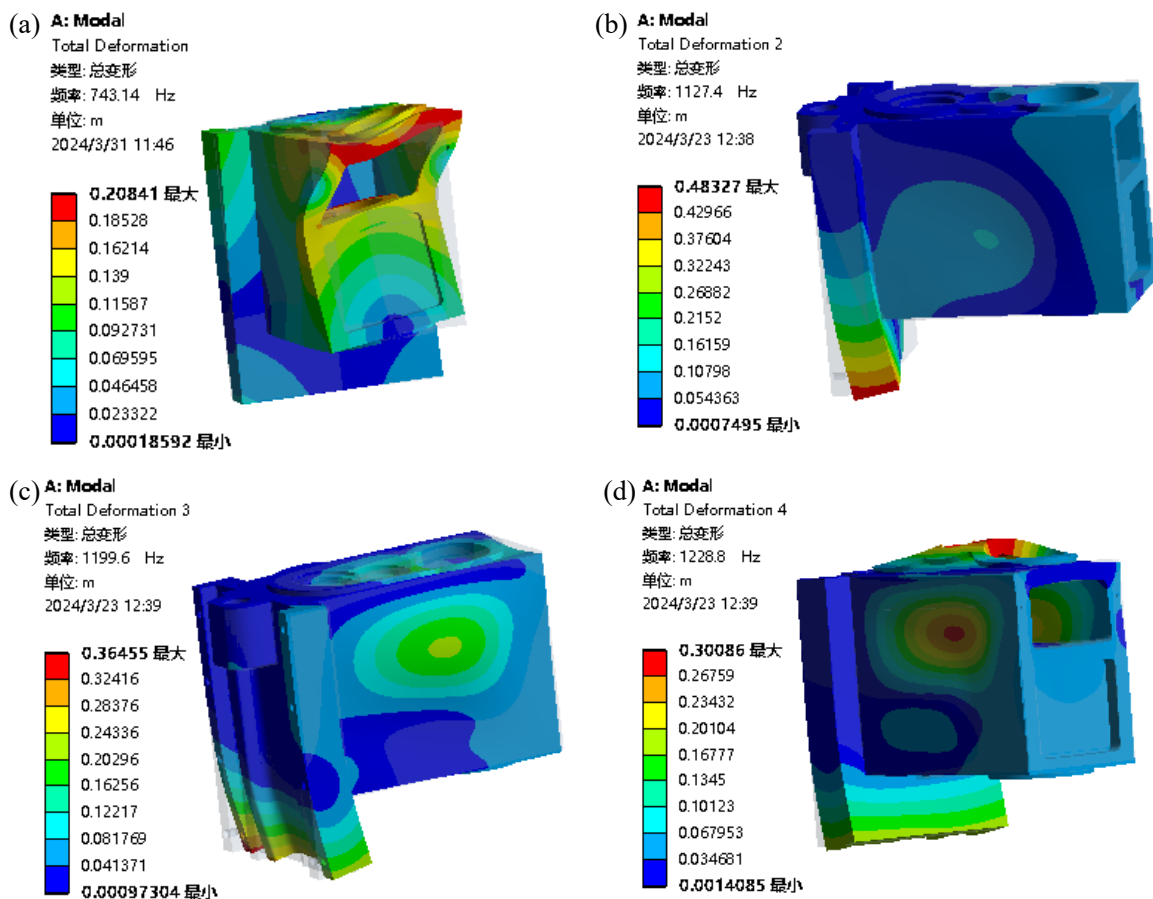 (a) A: Modal
Total Deformation
类型: 总变形
频率: 743.14 Hz
单位: m
2024/3/31 11:46
0.20841 最大
0.18528
0.16214
0.139
0.11587
0.092731
0.069595
0.046458
0.023322
0.00018592 最小
(b) A: Modal
Total Deformation 2
类型: 总变形
频率: 1127.4 Hz
单位: m
2024/3/23 12:38
0.48327 最大
0.42966
0.37604
0.32243
0.26882
0.2152
0.16159
0.10798
0.054363
0.0007495 最小
(c) A: Modal
Total Deformation 3
类型: 总变形
频率: 1199.6 Hz
单位: m
2024/3/23 12:39
0.36455 最大
0.32416
0.28376
0.24336
0.20296
0.16256
0.12217
0.081769
0.041371
0.00097304 最小
(d) A: Modal
Total Deformation 4
类型: 总变形
频率: 1228.8 Hz
单位: m
2024/3/23 12:39
0.30086 最大
0.26759
0.23432
0.20104
0.16777
0.1345
0.10123
0.067953
0.034681
0.0014085 最小